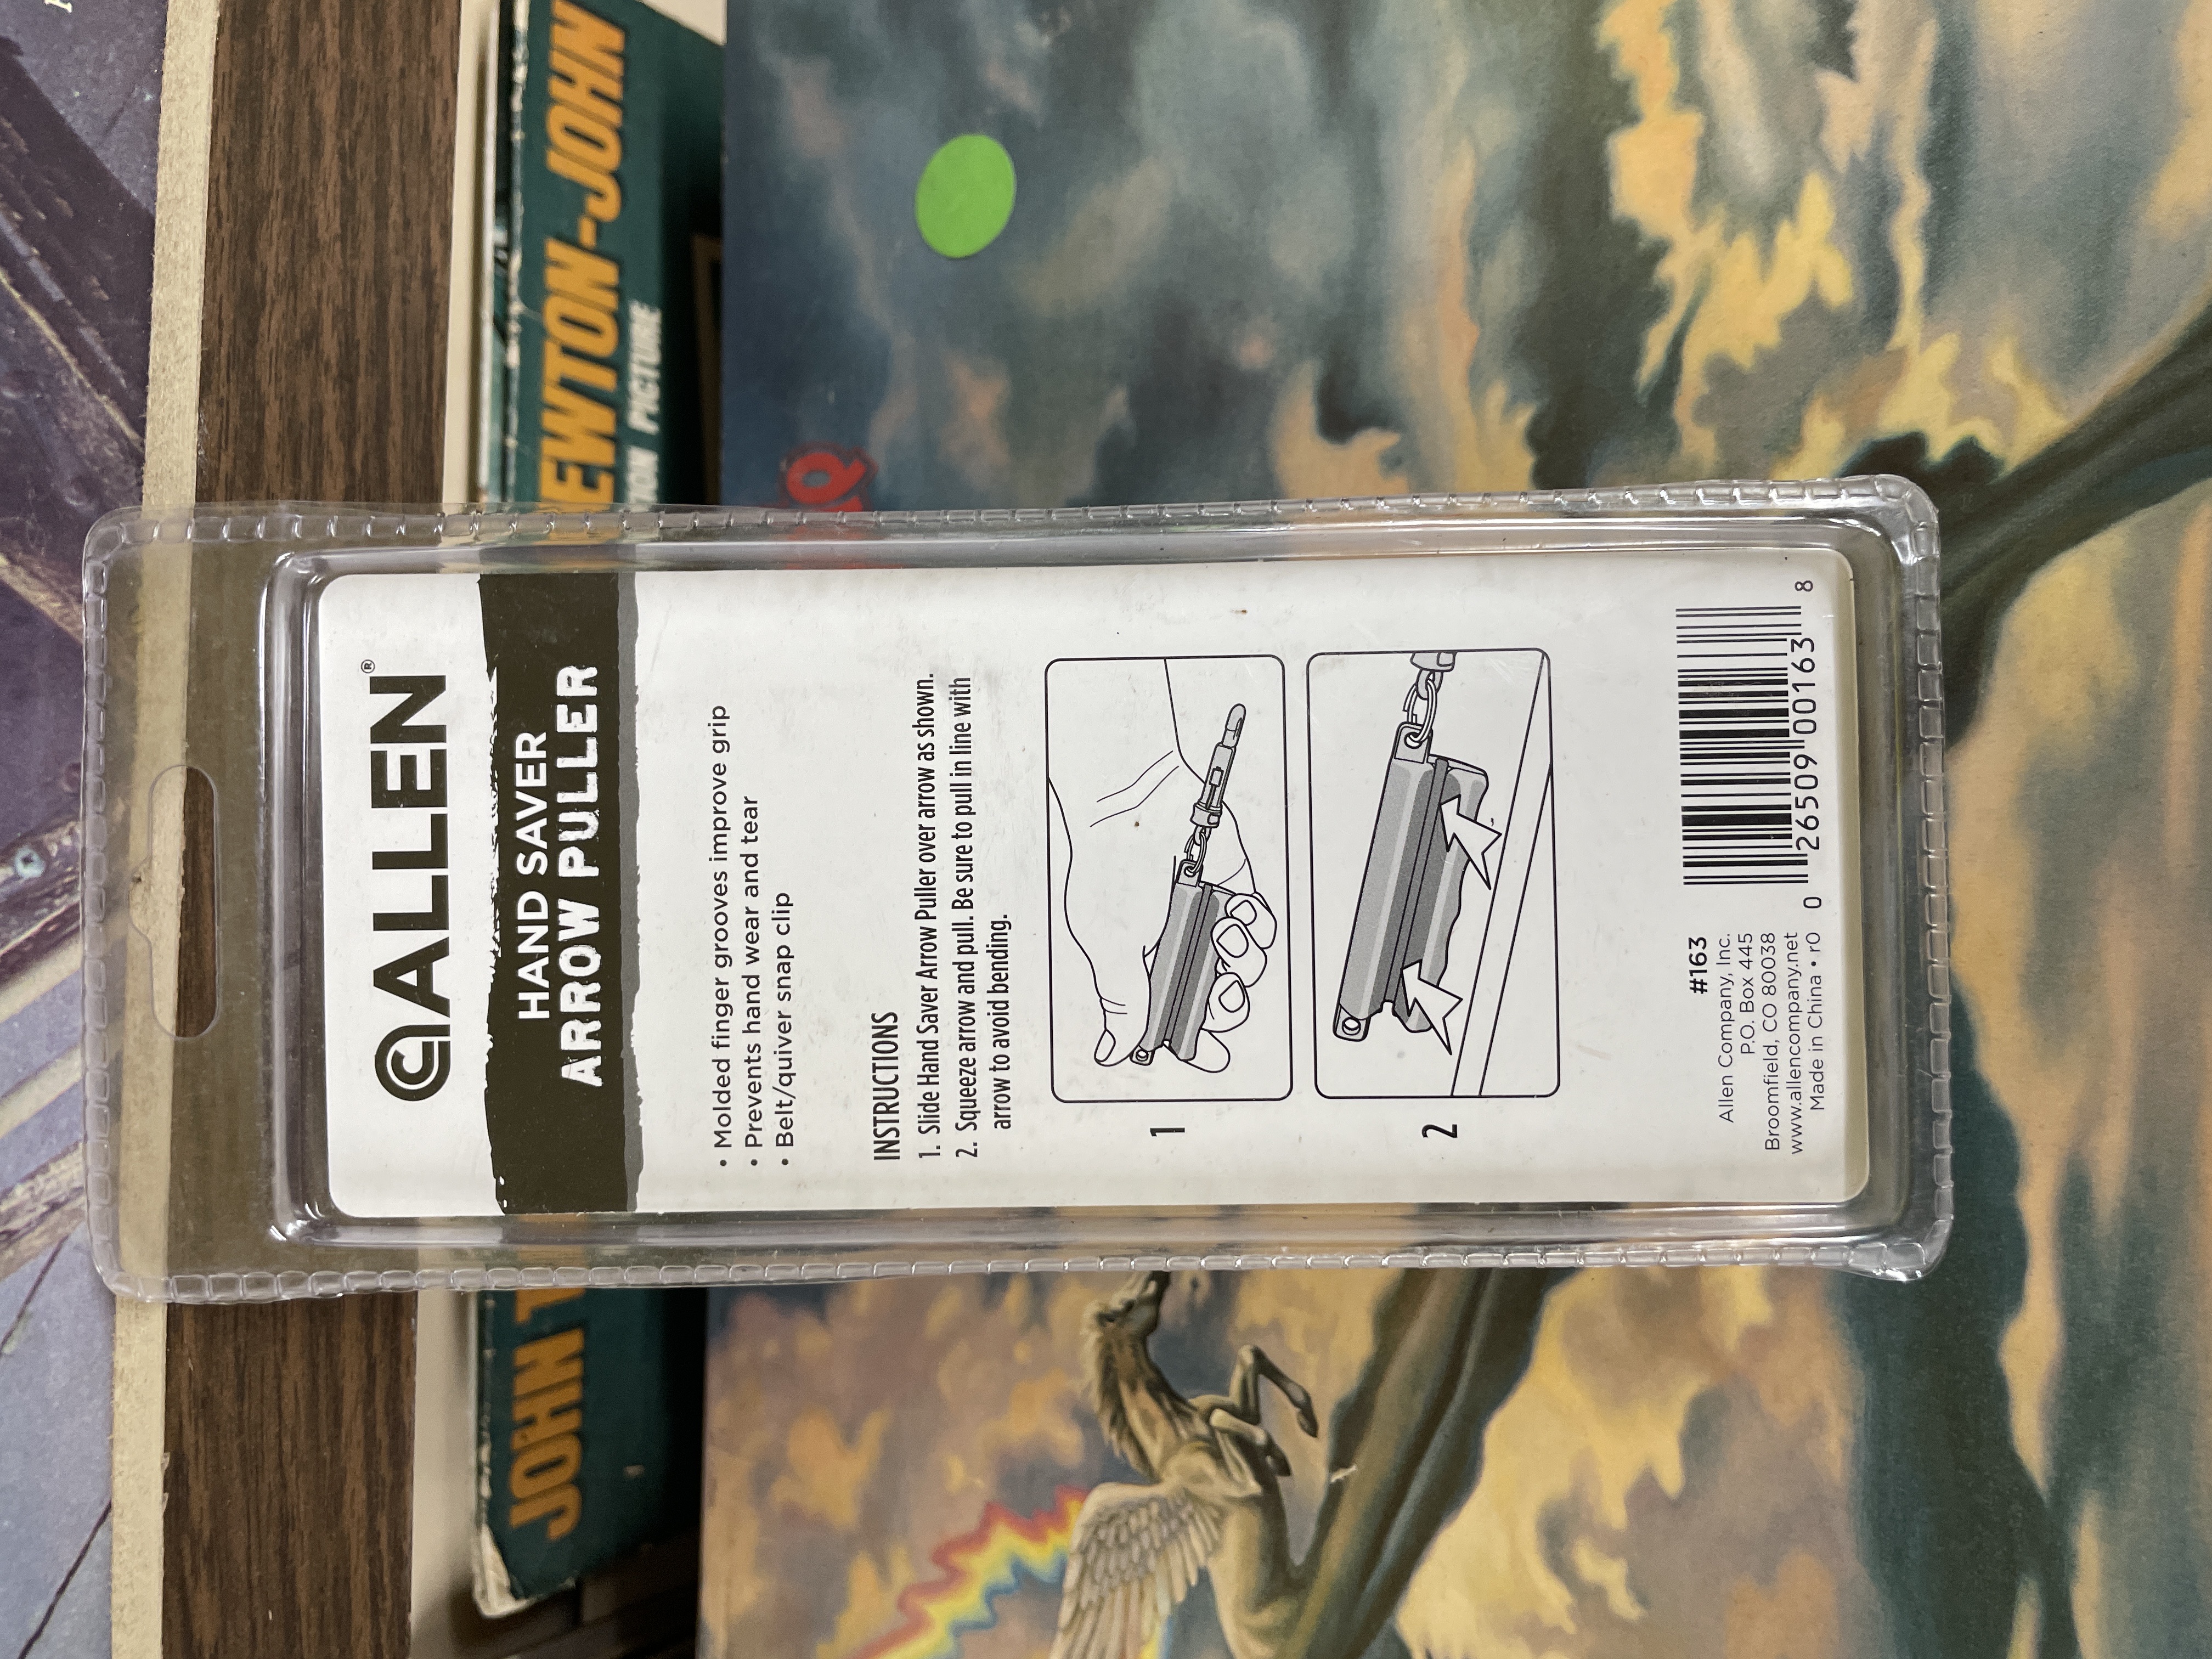 ALLEN®
HAND SAVER
ARROW PULLER
• Molded finger grooves improve grip
• Prevents hand wear and tear
• Belt/quiver snap clip
INSTRUCTIONS
1. Slide Hand Saver Arrow Puller over arrow as shown.
2. Squeeze arrow and pull. Be sure to pull in line with
arrow to avoid bending.
1
2
#163
Allen Company, Inc.
P.O. Box 445
Broomfield, CO 80038
www.allencompany.net
Made in China • r0
0 26509 00163 8
JOHN
EWTON-JOHN
PICTURE